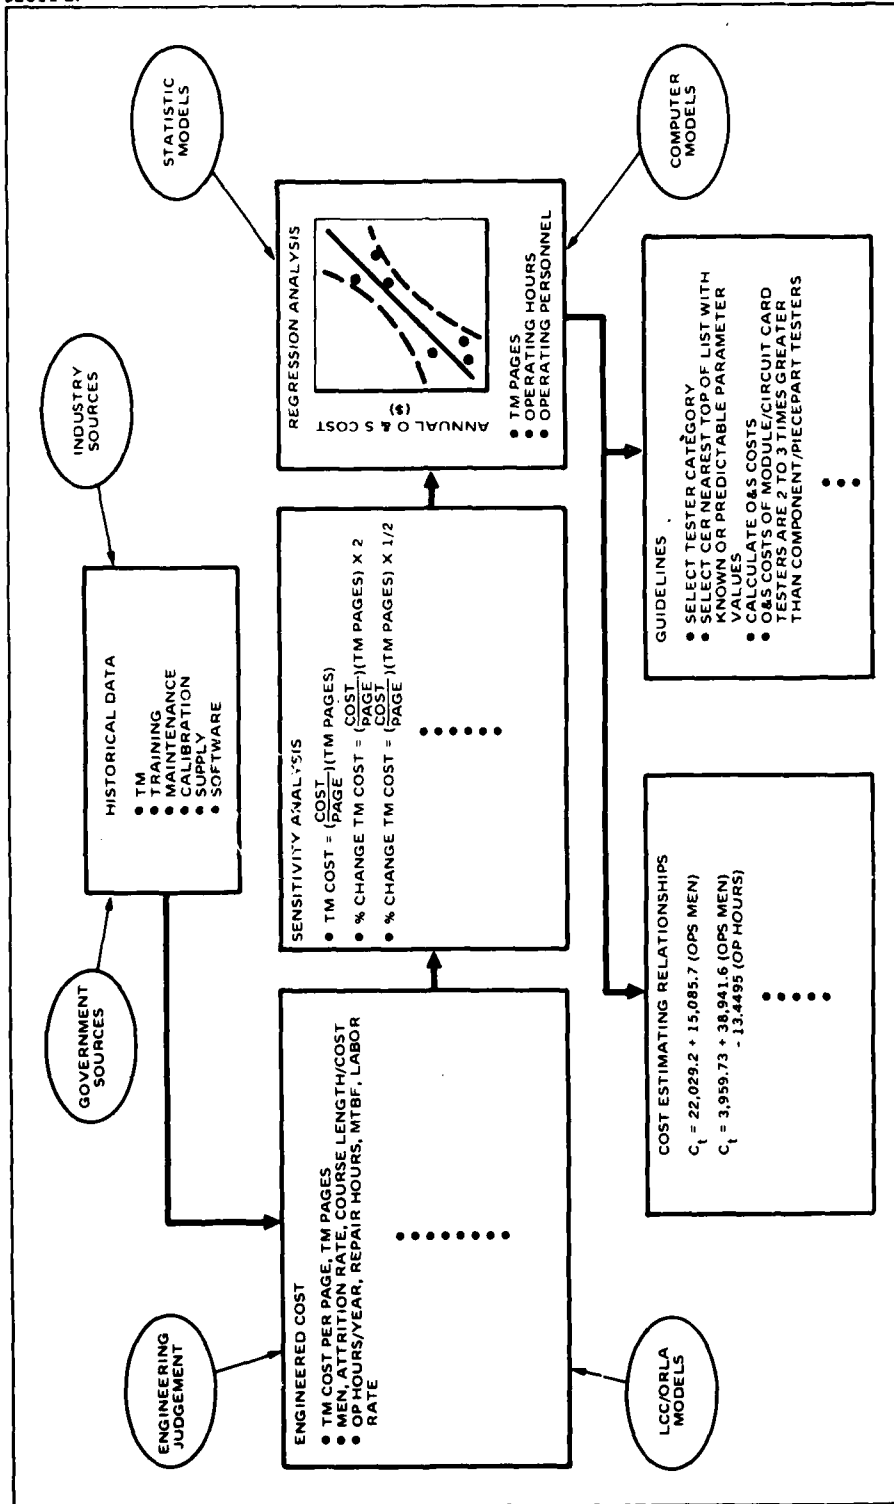 INDUSTRY
SOURCES
GOVERNMENT
SOURCES
HISTORICAL DATA
● TM
● TRAINING
● MAINTENANCE
● CALIBRATION
● SUPPLY
● SOFTWARE
ENGINEERING
JUDGEMENT
ENGINEERED COST
● TM COST PER PAGE, TM PAGES
● MEN, ATTRITION RATE, COURSE LENGTH/COST
● OP HOURS/YEAR, REPAIR HOURS, MTBF, LABOR
RATE
LCC/ORLA
MODELS
SENSITIVITY ANALYSIS
● TM COST = (COST/PAGE)(TM PAGES)
● % CHANGE TM COST = (COST/PAGE)(TM PAGES) X 2
● % CHANGE TM COST = (COST/PAGE)(TM PAGES) X 1/2
STATISTIC
MODELS
REGRESSION ANALYSIS
ANNUAL O & S COST
($)
● TM PAGES
● OPERATING HOURS
● OPERATING PERSONNEL
COMPUTER
MODELS
COST ESTIMATING RELATIONSHIPS
Ct = 22,029.2 + 15,085.7 (OPS MEN)
Ct = 3,959.73 + 38,941.6 (OPS MEN)
- 13.4495 (OP HOURS)
GUIDELINES
● SELECT TESTER CATEGORY
● SELECT CER NEAREST TOP OF LIST WITH
KNOWN OR PREDICTABLE PARAMETER
VALUES
● CALCULATE O&S COSTS
● O&S COSTS OF MODULE/CIRCUIT CARD
TESTERS ARE 2 TO 3 TIMES GREATER
THAN COMPONENT/PIECEPART TESTERS